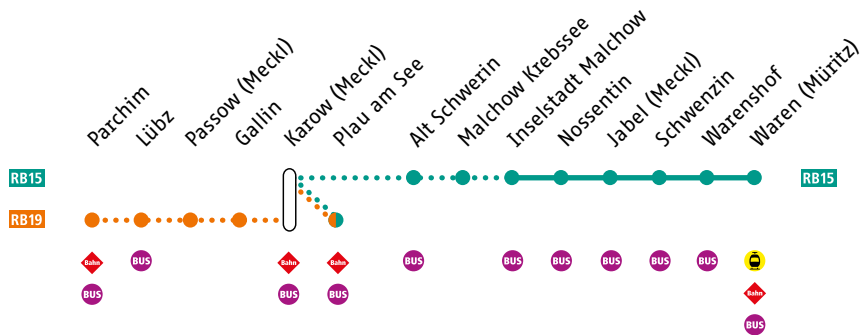 Parchim
Lübz
Passow (Meckl)
Gallin
Karow (Meckl)
Plau am See
Alt Schwerin
Malchow Krebssee
Inselstadt Malchow
Nossentin
Jabel (Meckl)
Schwenzin
Warenshof
Waren (Müritz)
RB15 RB15
RB19
Bahn BUS Bahn Bahn BUS BUS BUS BUS BUS BUS
BUS BUS BUS Bahn
BUS